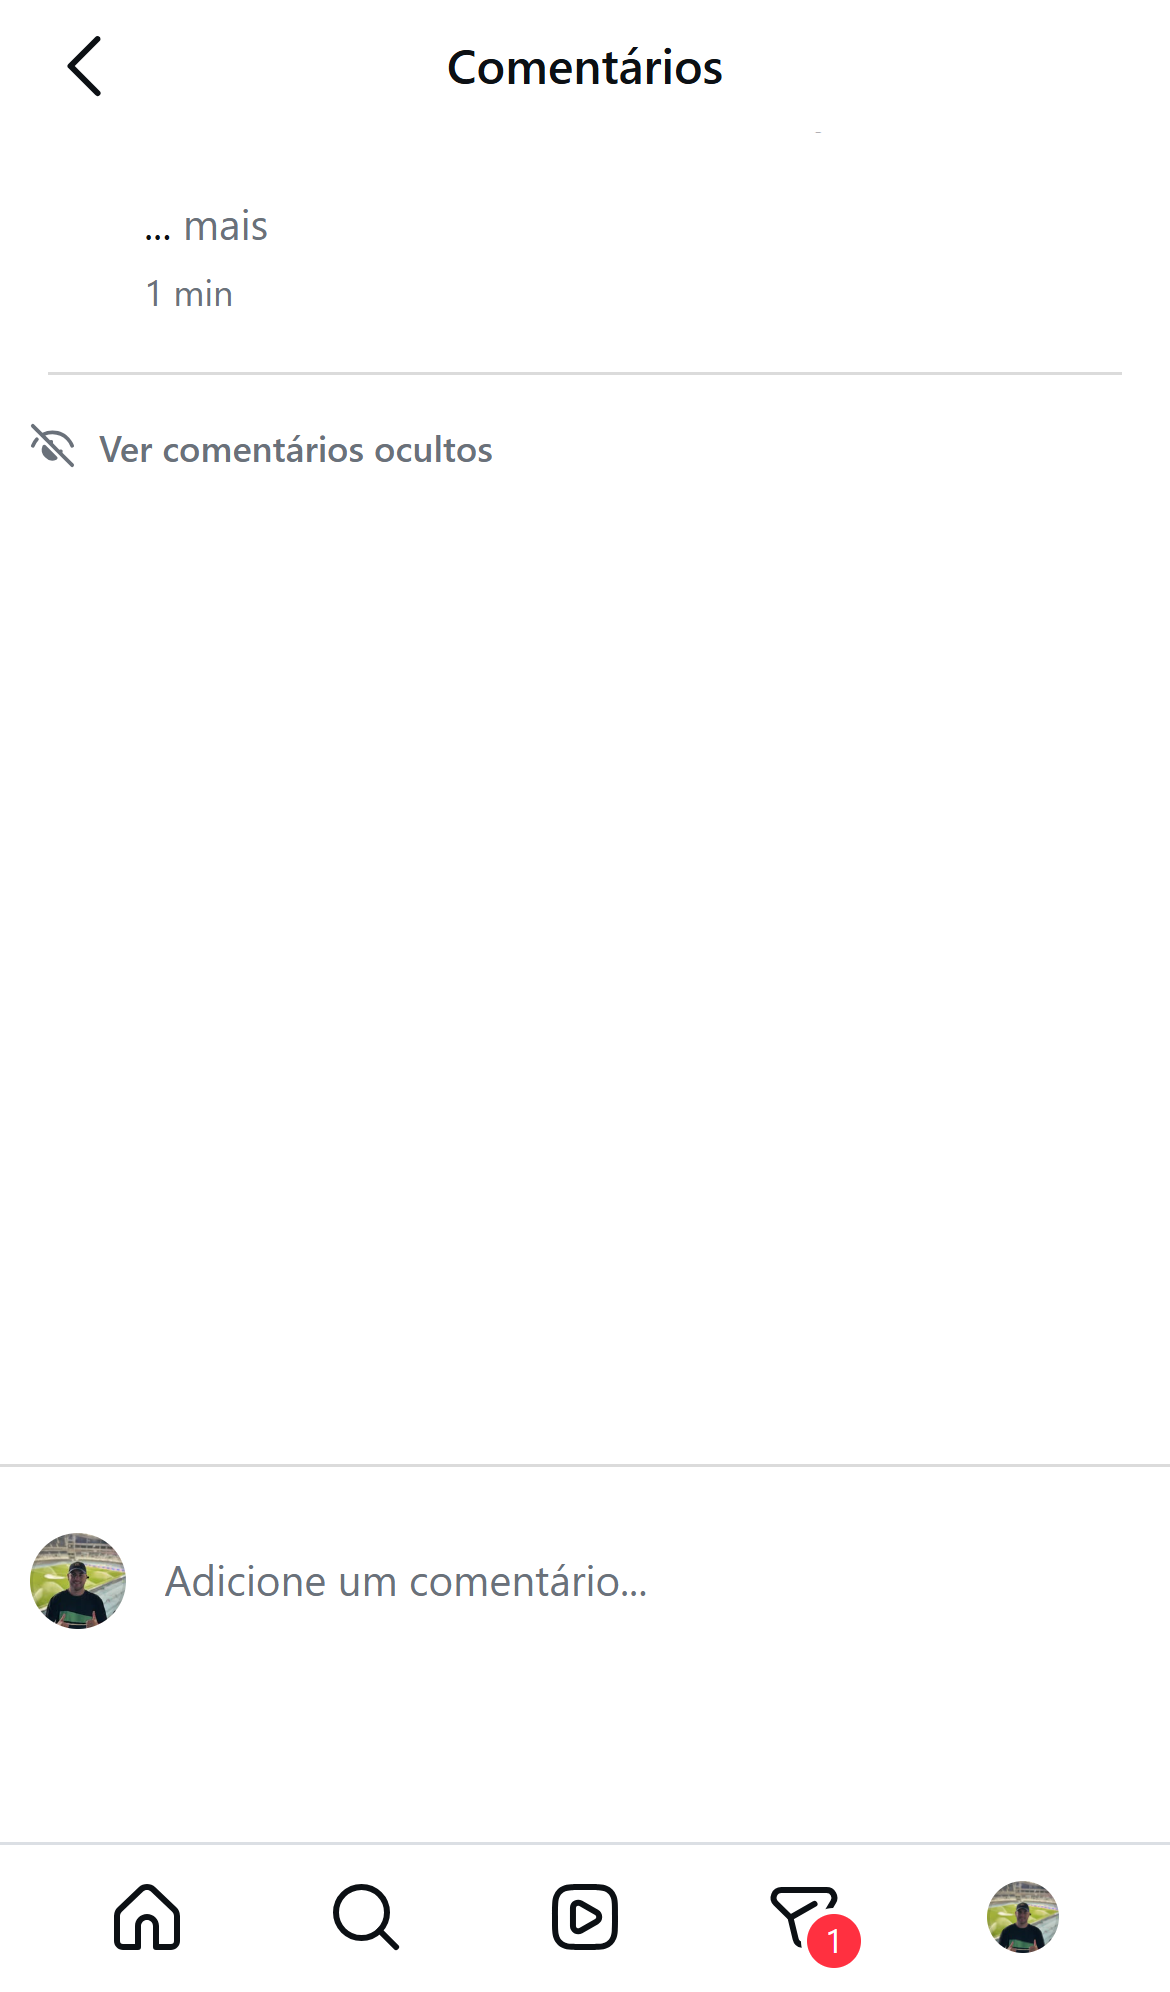 Comentários
... mais
1 min
Ver comentários ocultos
Adicione um comentário...
1